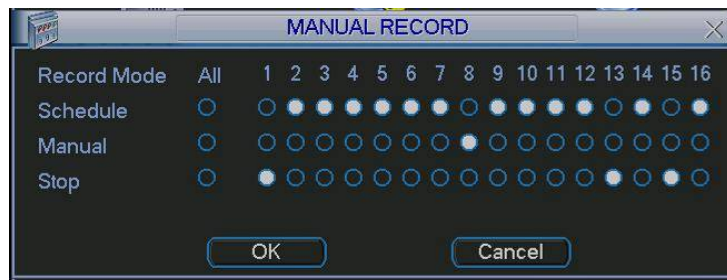 MANUAL RECORD
Record Mode All 1 2 3 4 5 6 7 8 9 10 11 12 13 14 15 16
Schedule
Manual
Stop
OK Cancel